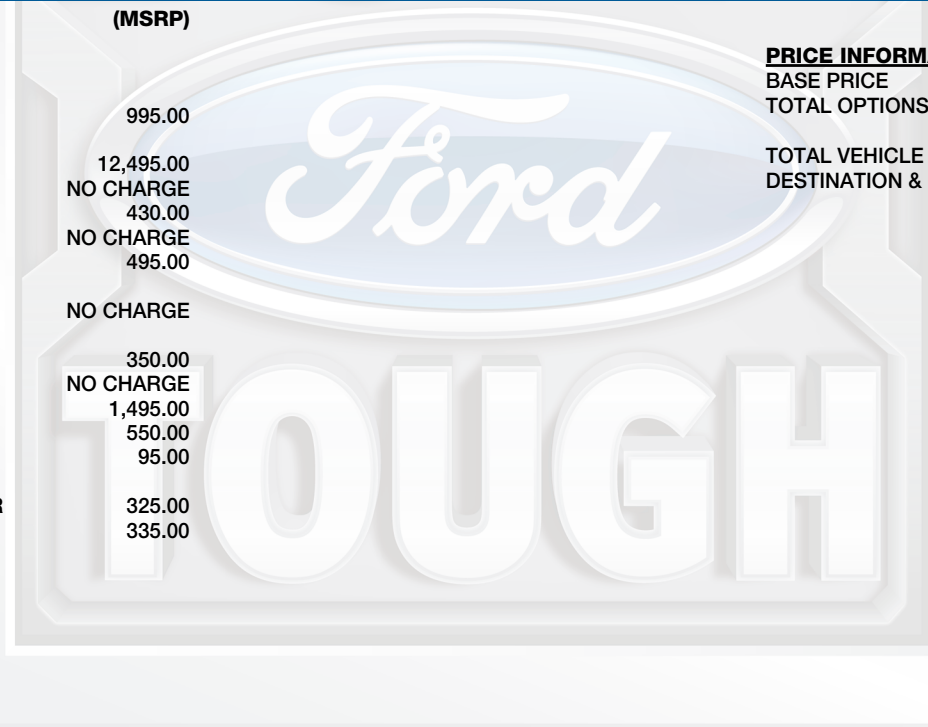 (MSRP)
995.00
12,495.00
NO CHARGE
430.00
NO CHARGE
495.00
NO CHARGE
350.00
NO CHARGE
1,495.00
550.00
95.00
R
325.00
335.00
PRICE INFORMA
BASE PRICE
TOTAL OPTIONS
TOTAL VEHICLE
DESTINATION &
Ford
TOUGH